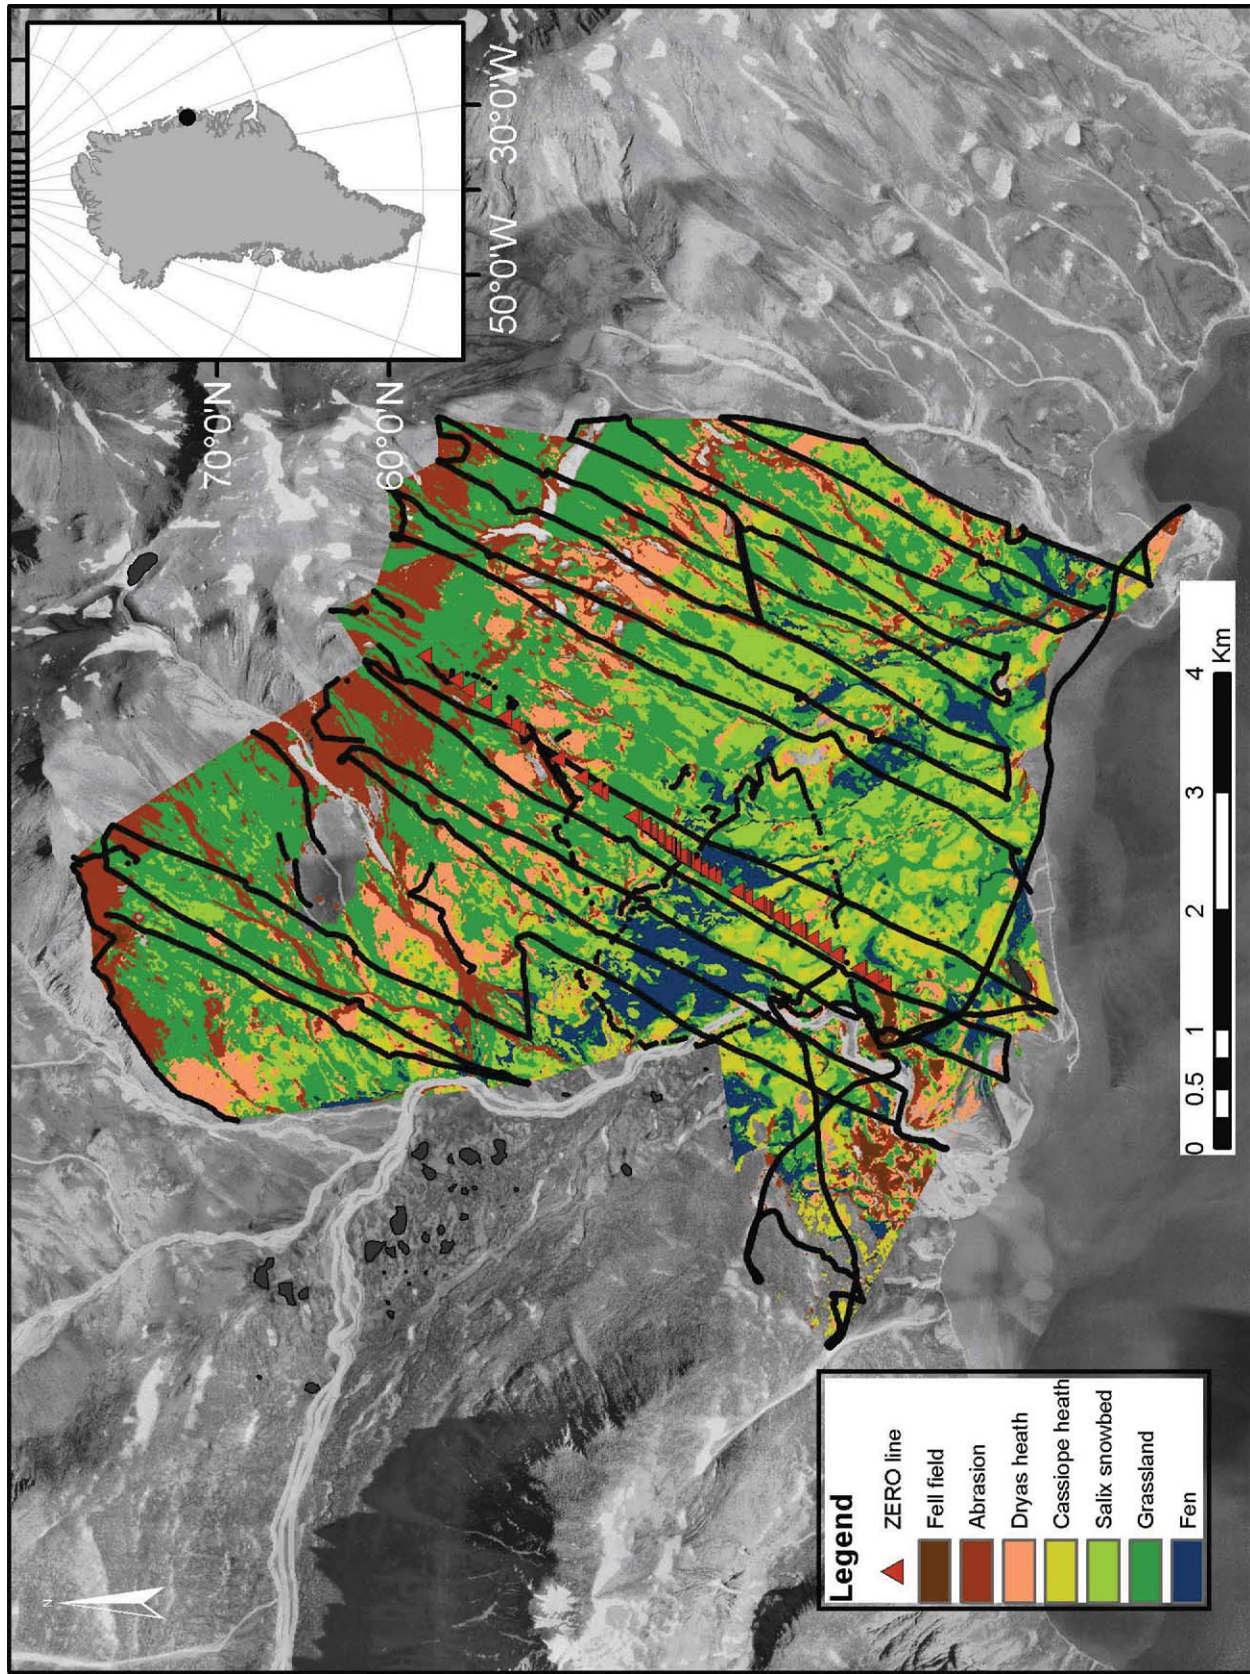 N
70°0'N
60°0'N
50°0'W
30°0'W
Legend
ZERO line
Fell field
Abrasion
Dryas heath
Cassiope heath
Salix snowbed
Grassland
Fen
0 0.5 1 2 3 4
Km